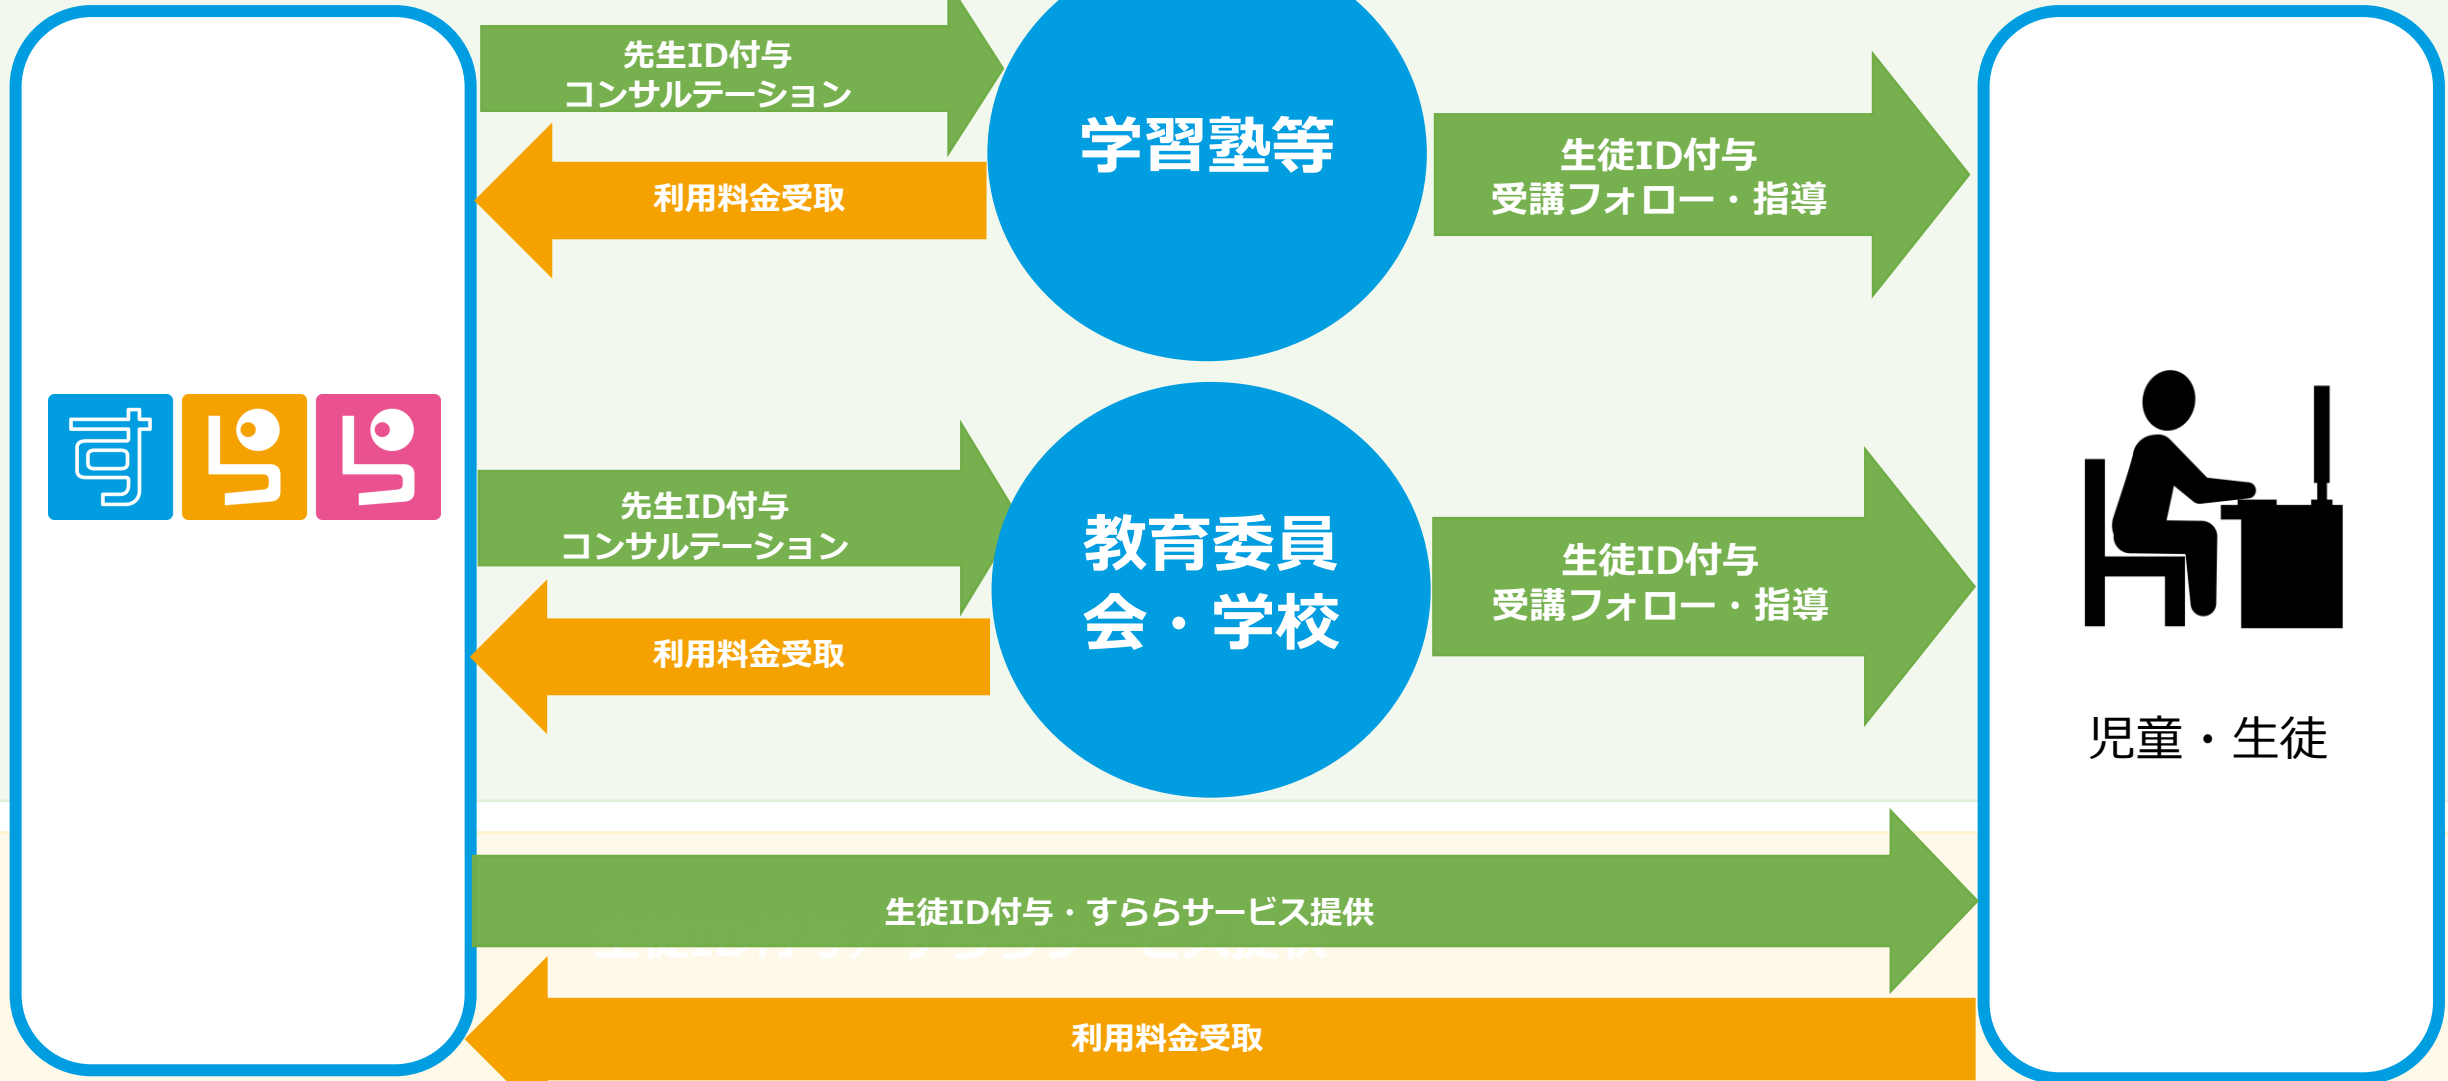 先生ID付与
コンサルテーション
利用料金受取
学習塾等
生徒ID付与
受講フォロー・指導
すらら
先生ID付与
コンサルテーション
利用料金受取
教育委員
会・学校
生徒ID付与
受講フォロー・指導
児童・生徒
生徒ID付与・すららサービス提供
利用料金受取